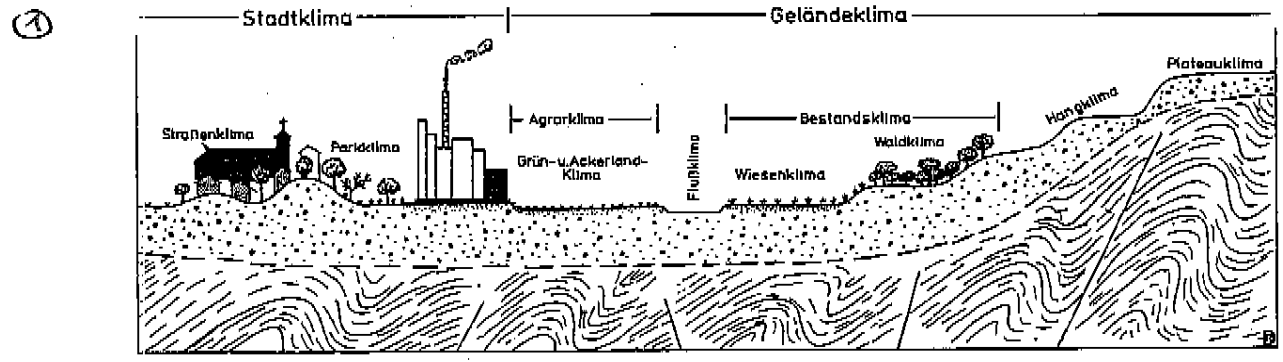 1
Stadtklima
Geländeklima
Plateauklima
Hangklima
Agrarklima
Bestandsklima
Straßenklima
Parkklima
Waldklima
Grün- u. Ackerland-
Klima
Flußklima
Wiesenklima